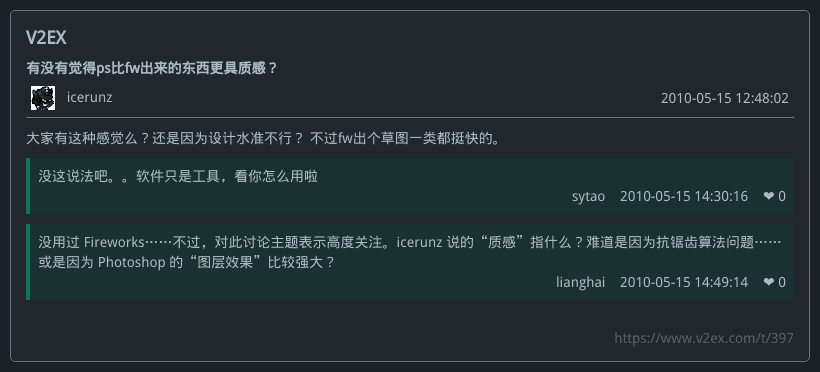 V2EX
有没有觉得ps比fw出来的东西更具质感？
icerunz
2010-05-15 12:48:02
大家有这种感觉么？还是因为设计水准不行？ 不过fw出个草图一类都挺快的。
没这说法吧。。软件只是工具，看你怎么用啦
sytao 2010-05-15 14:30:16 ❤ 0
没用过 Fireworks……不过，对此讨论主题表示高度关注。icerunz 说的“质感”指什么？难道是因为抗锯齿算法问题……
或是因为 Photoshop 的“图层效果”比较强大？
lianghai 2010-05-15 14:49:14 ❤ 0
https://www.v2ex.com/t/397